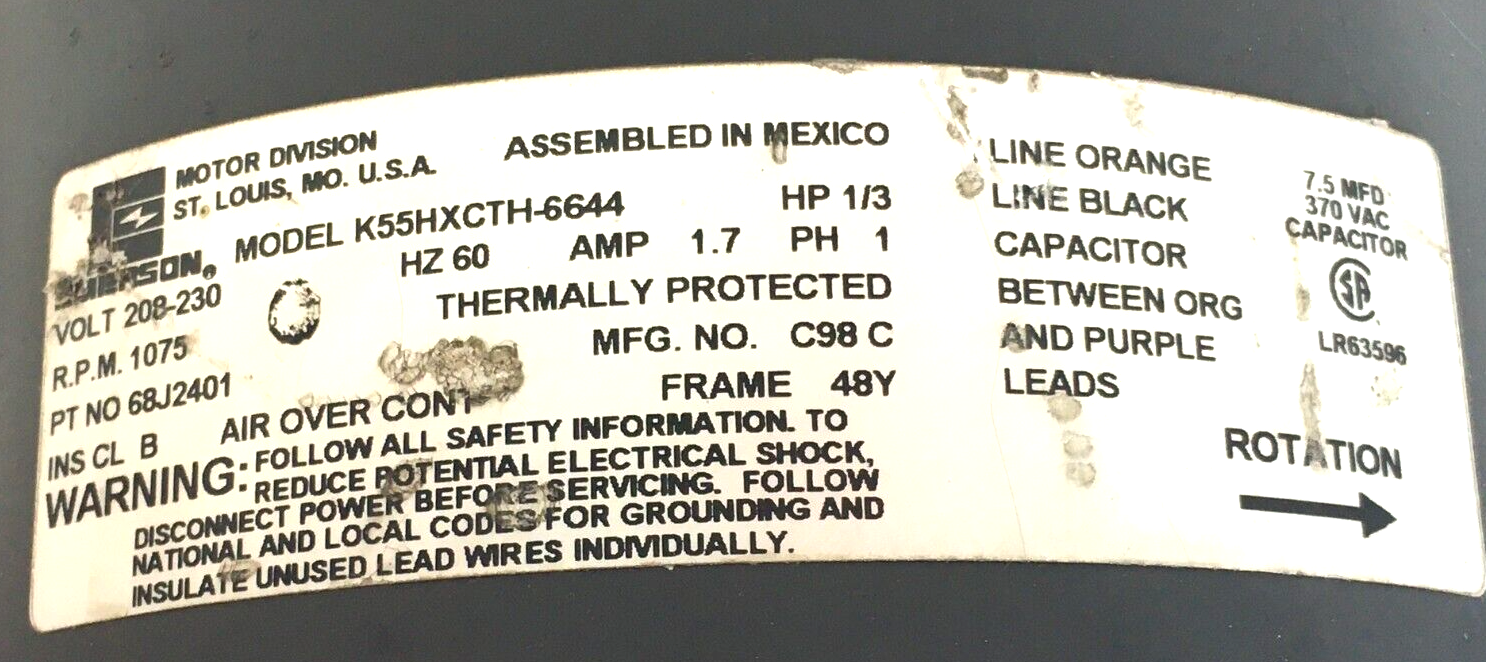 MOTOR DIVISION
ST. LOUIS, MO. U.S.A.
ASSEMBLED IN MEXICO
EMERSON®
MODEL K55HXCTH-6644
HP 1/3
VOLT 208-230
HZ 60 AMP 1.7 PH 1
R.P.M. 1075
THERMALLY PROTECTED
PT NO 68J2401
MFG. NO. C98 C
INS CL B
AIR OVER CONT
FRAME 48Y
WARNING: FOLLOW ALL SAFETY INFORMATION. TO
REDUCE POTENTIAL ELECTRICAL SHOCK,
DISCONNECT POWER BEFORE SERVICING. FOLLOW
NATIONAL AND LOCAL CODES FOR GROUNDING AND
INSULATE UNUSED LEAD WIRES INDIVIDUALLY.
LINE ORANGE
LINE BLACK
CAPACITOR
BETWEEN ORG
AND PURPLE
LEADS
7.5 MFD
370 VAC
CAPACITOR
SA
LR63596
ROTATION